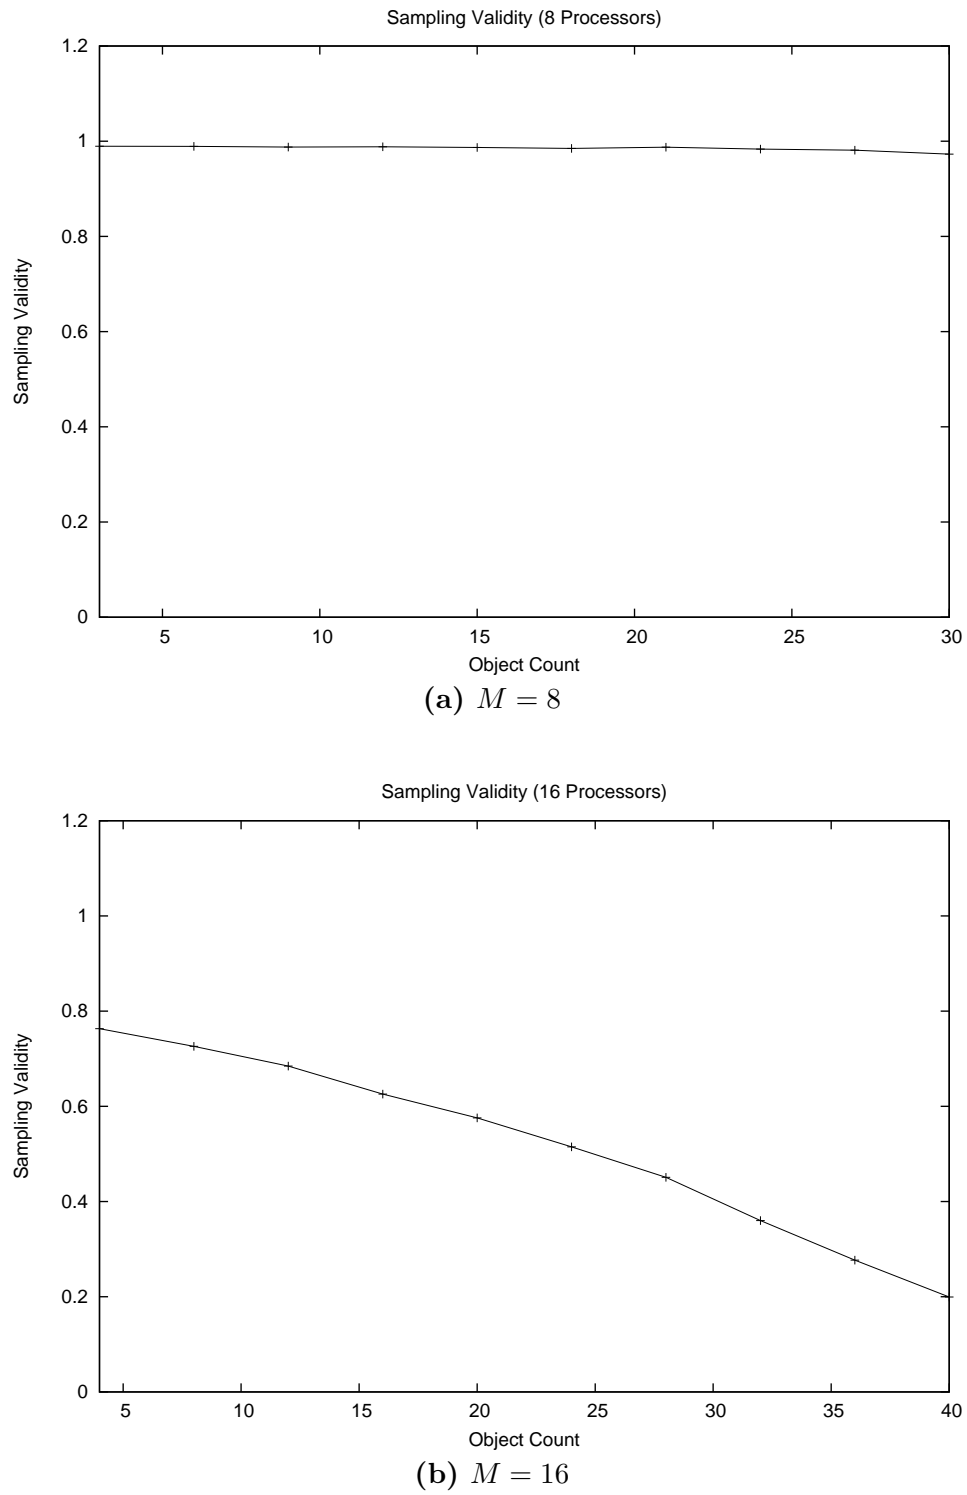 Sampling Validity (8 Processors)
1.2
1
0.8
0.6
0.4
0.2
0
Sampling Validity
5 10 15 20 25 30
Object Count
(a) M = 8
Sampling Validity (16 Processors)
1.2
1
0.8
0.6
0.4
0.2
0
Sampling Validity
5 10 15 20 25 30 35 40
Object Count
(b) M = 16